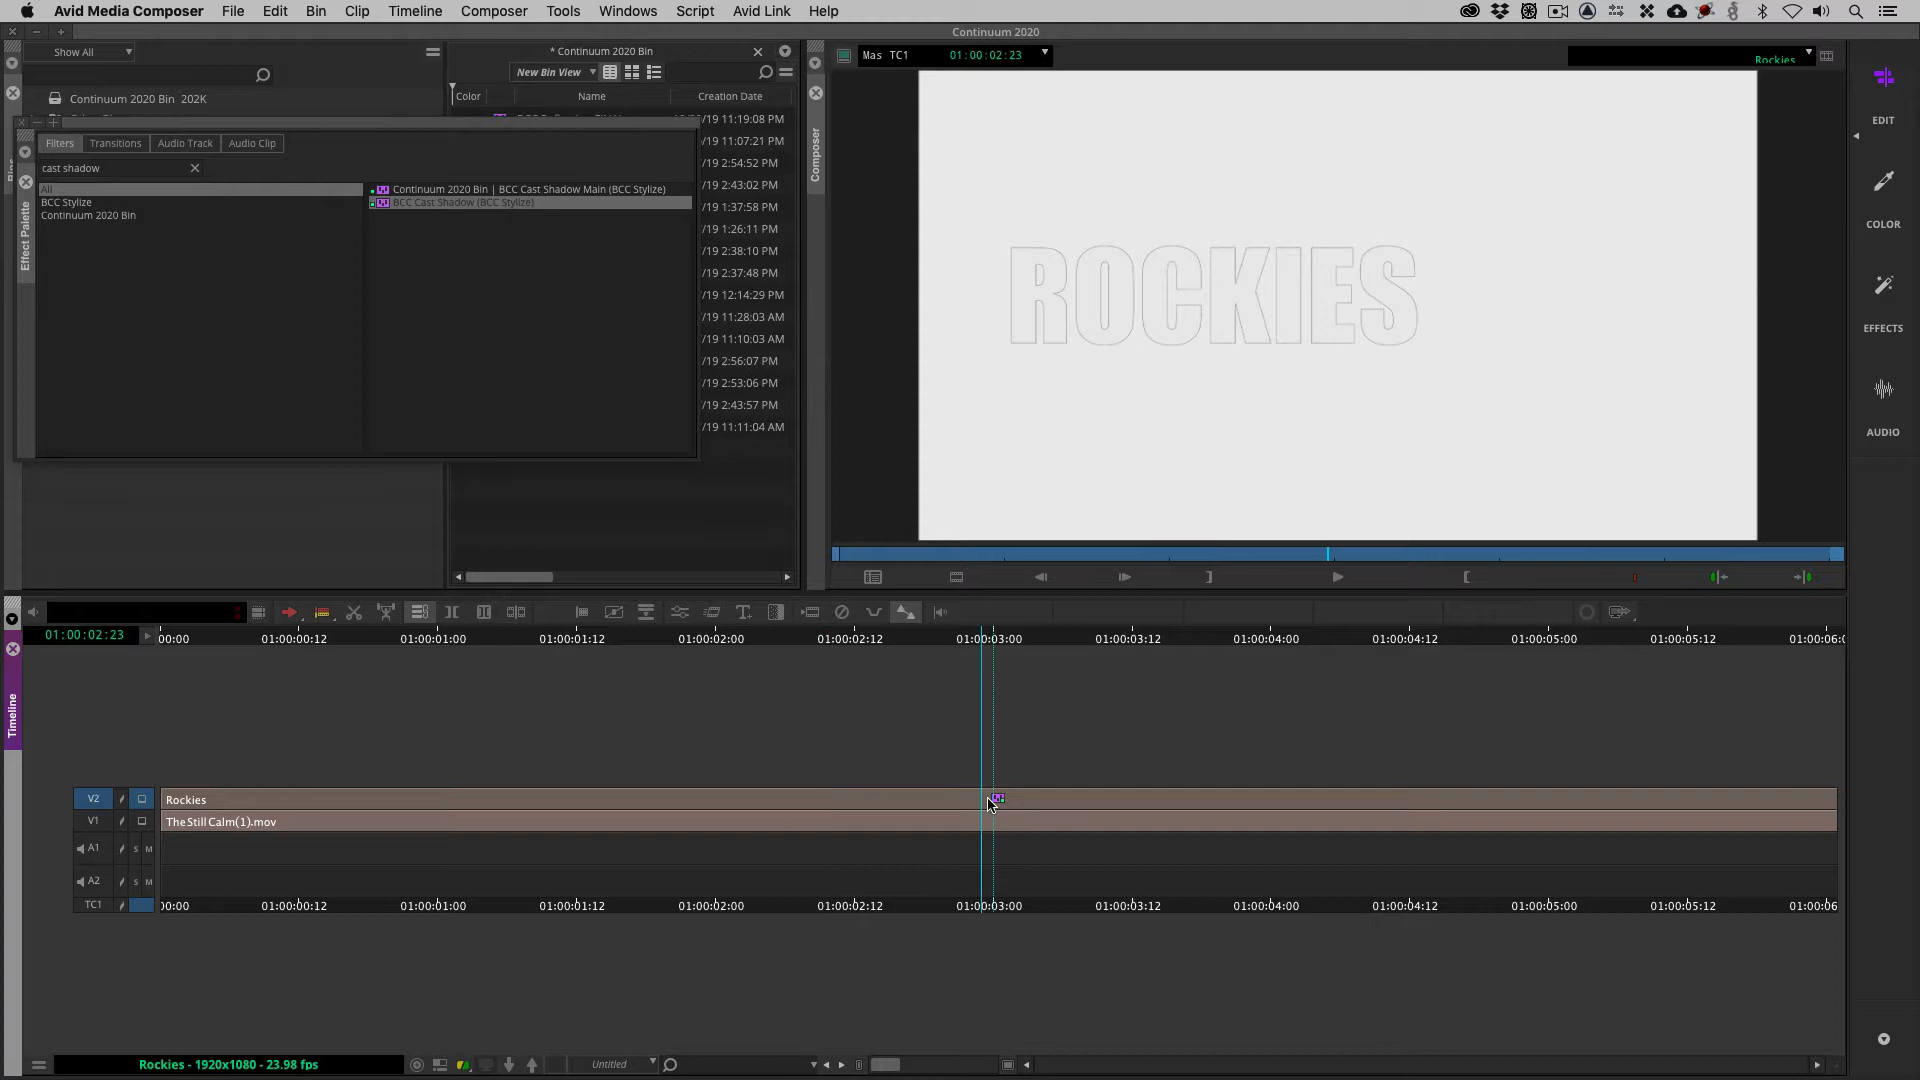 Avid Media Composer File Edit Bin Clip Timeline Composer Tools Windows Script Avid Link Help
Continuum 2020
Show All
* Continuum 2020 Bin
Mas TC1 01:00:02:23
Rockies
New Bin View
Continuum 2020 Bin 202K
Color Name Creation Date
Filters Transitions Audio Track Audio Clip
cast shadow
All
BCC Stylize
Continuum 2020 Bin
Continuum 2020 Bin | BCC Cast Shadow Main (BCC Stylize)
BCC Cast Shadow (BCC Stylize)
Effect Palette
/19 11:19:08 PM
/19 11:07:21 PM
/19 2:54:52 PM
/19 2:43:02 PM
/19 1:37:58 PM
/19 1:26:11 PM
/19 2:38:10 PM
/19 2:37:48 PM
/19 12:14:29 PM
/19 11:28:03 AM
/19 11:10:03 AM
/19 2:56:07 PM
/19 2:53:06 PM
/19 2:43:57 PM
/19 11:11:04 AM
Composer
ROCKIES
EDIT
COLOR
EFFECTS
AUDIO
01:00:02:23
00:00 01:00:00:12 01:00:01:00 01:00:01:12 01:00:02:00 01:00:02:12 01:00:03:00 01:00:03:12 01:00:04:00 01:00:04:12 01:00:05:00 01:00:05:12 01:00:06:0
Timeline
V2 Rockies
V1 The Still Calm(1).mov
A1 S M
A2 S M
TC1 00:00 01:00:00:12 01:00:01:00 01:00:01:12 01:00:02:00 01:00:02:12 01:00:03:00 01:00:03:12 01:00:04:00 01:00:04:12 01:00:05:00 01:00:05:12 01:00:06
Rockies - 1920x1080 - 23.98 fps
Untitled